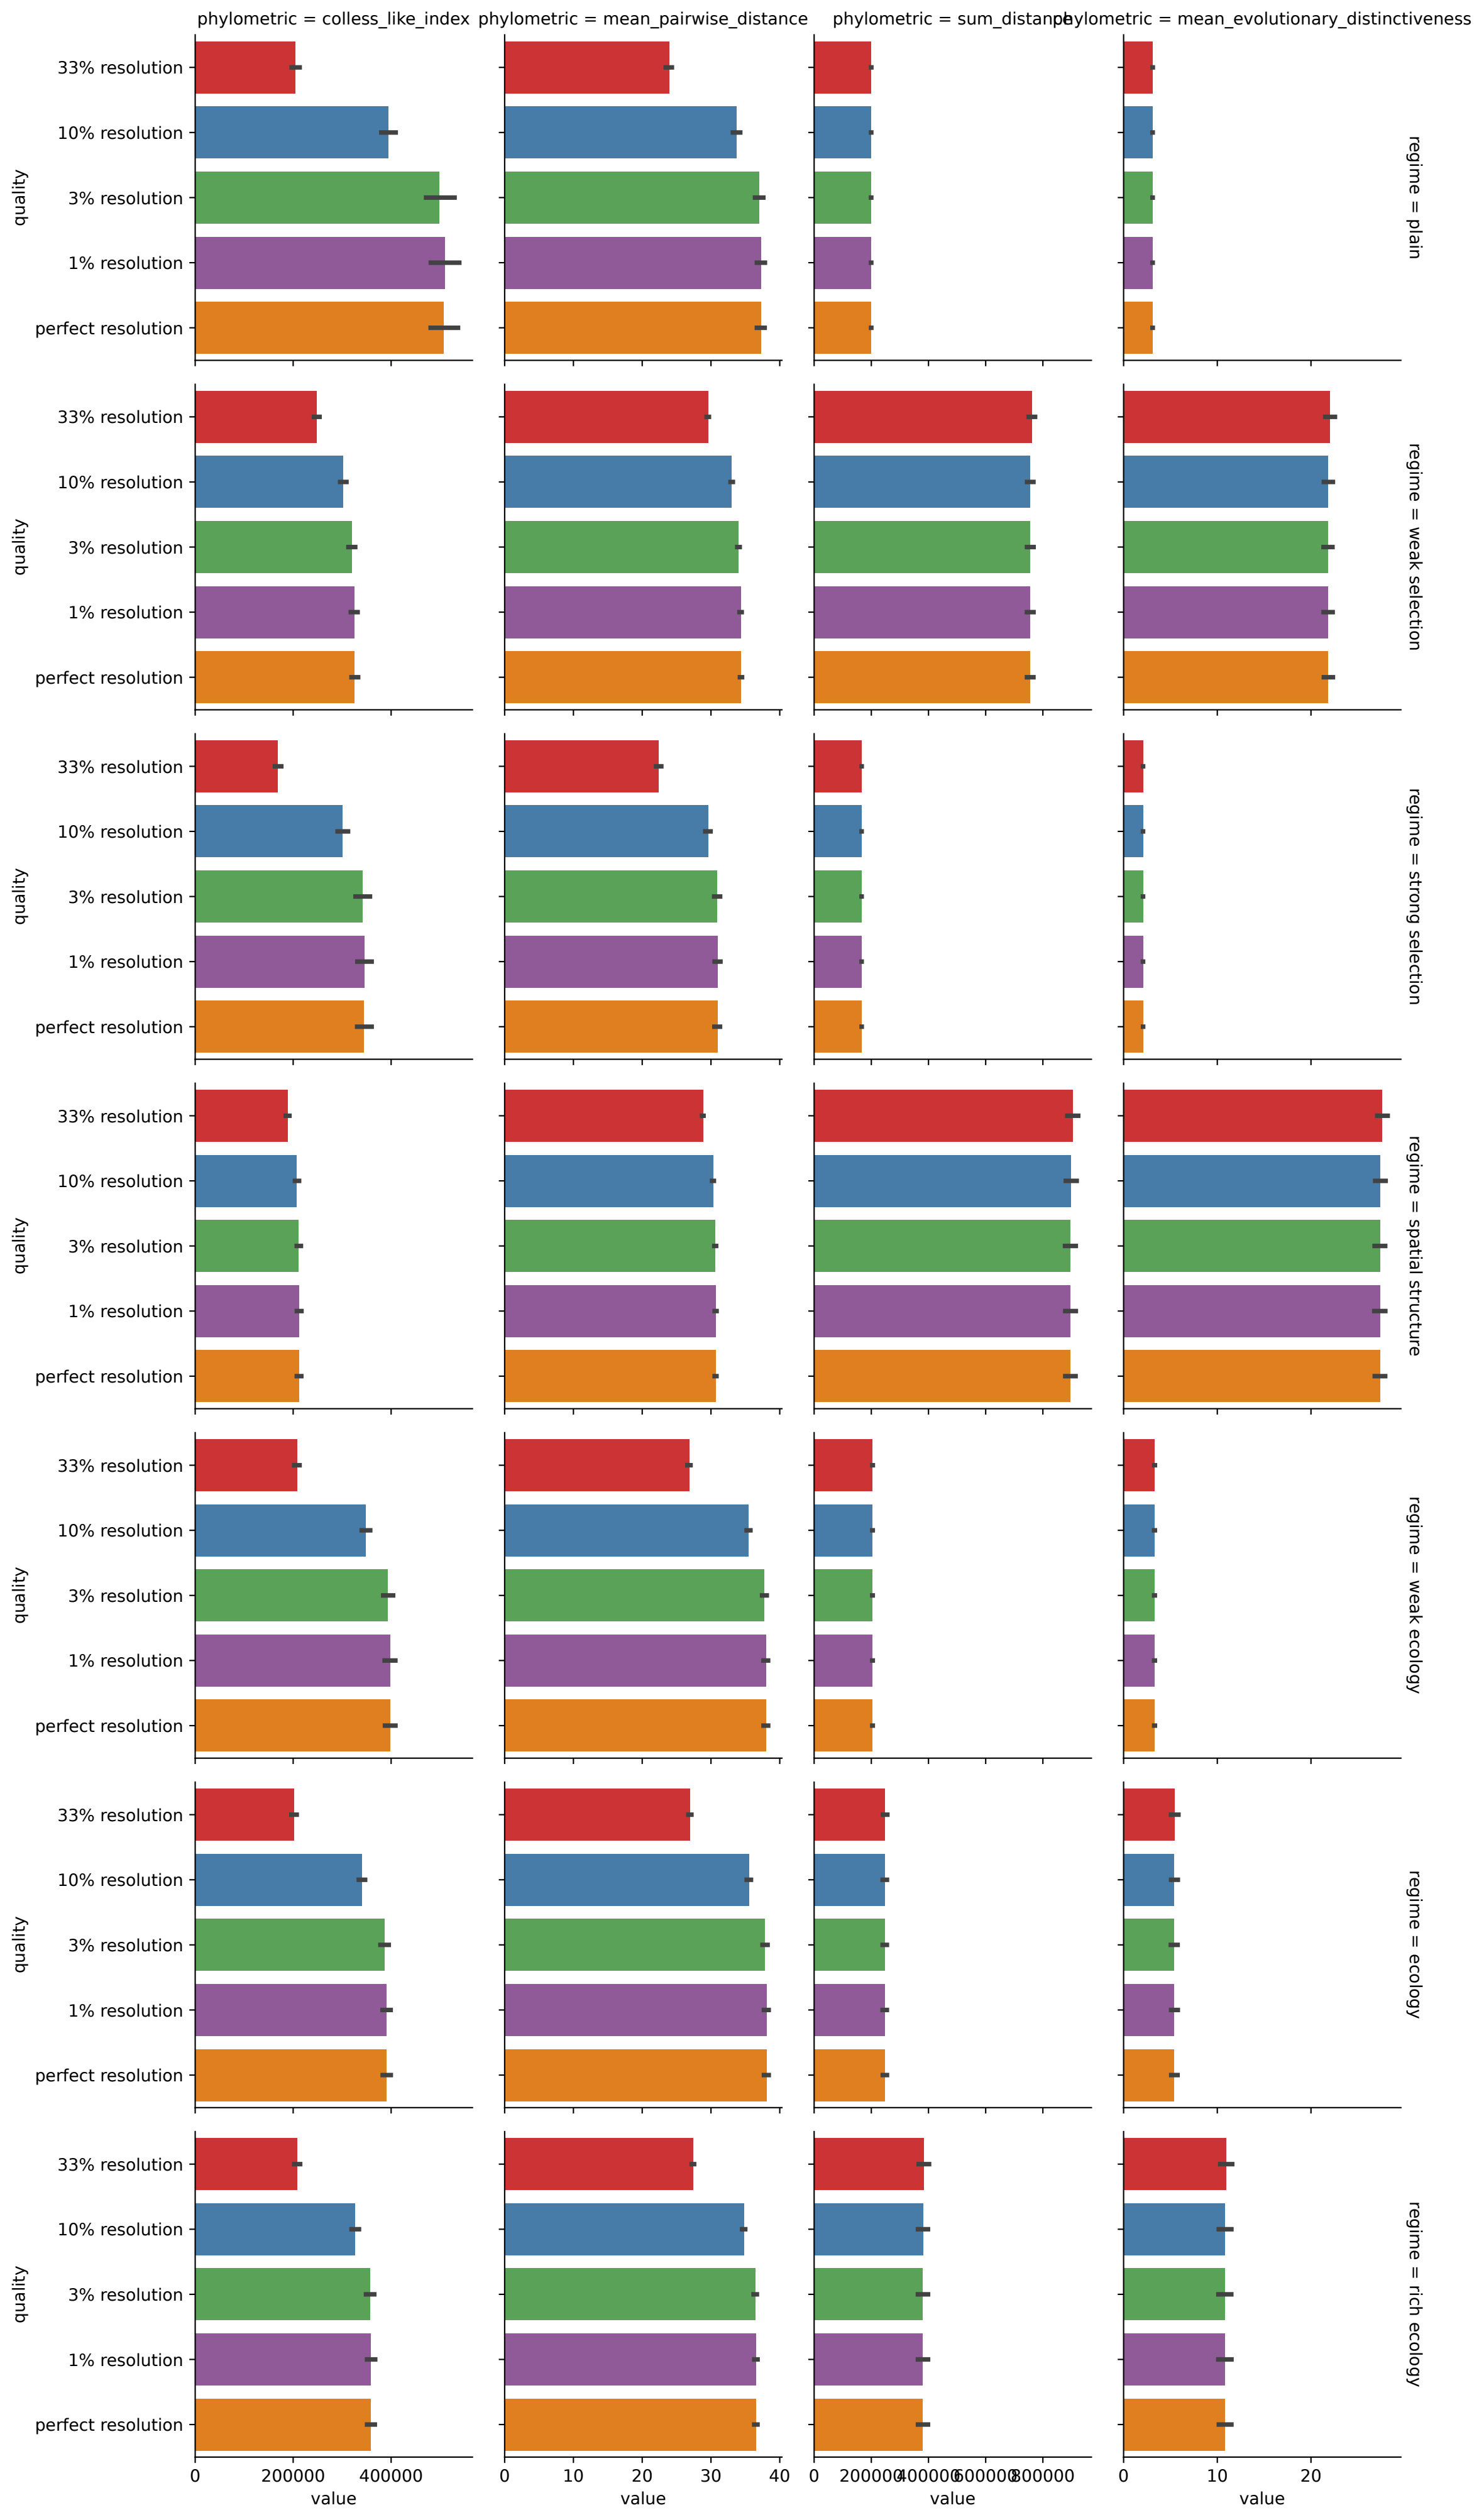 phylometric = colless_like_index
phylometric = mean_pairwise_distance
phylometric = sum_distance
phylometric = mean_evolutionary_distinctiveness
33% resolution
10% resolution
3% resolution
1% resolution
perfect resolution
quality
regime = plain
33% resolution
10% resolution
3% resolution
1% resolution
perfect resolution
quality
regime = weak selection
33% resolution
10% resolution
3% resolution
1% resolution
perfect resolution
quality
regime = strong selection
33% resolution
10% resolution
3% resolution
1% resolution
perfect resolution
quality
regime = spatial structure
33% resolution
10% resolution
3% resolution
1% resolution
perfect resolution
quality
regime = weak ecology
33% resolution
10% resolution
3% resolution
1% resolution
perfect resolution
quality
regime = ecology
33% resolution
10% resolution
3% resolution
1% resolution
perfect resolution
quality
regime = rich ecology
0 200000 400000
0 10 20 30 40
0 200000 400000 600000 800000
0 10 20
value
value
value
value